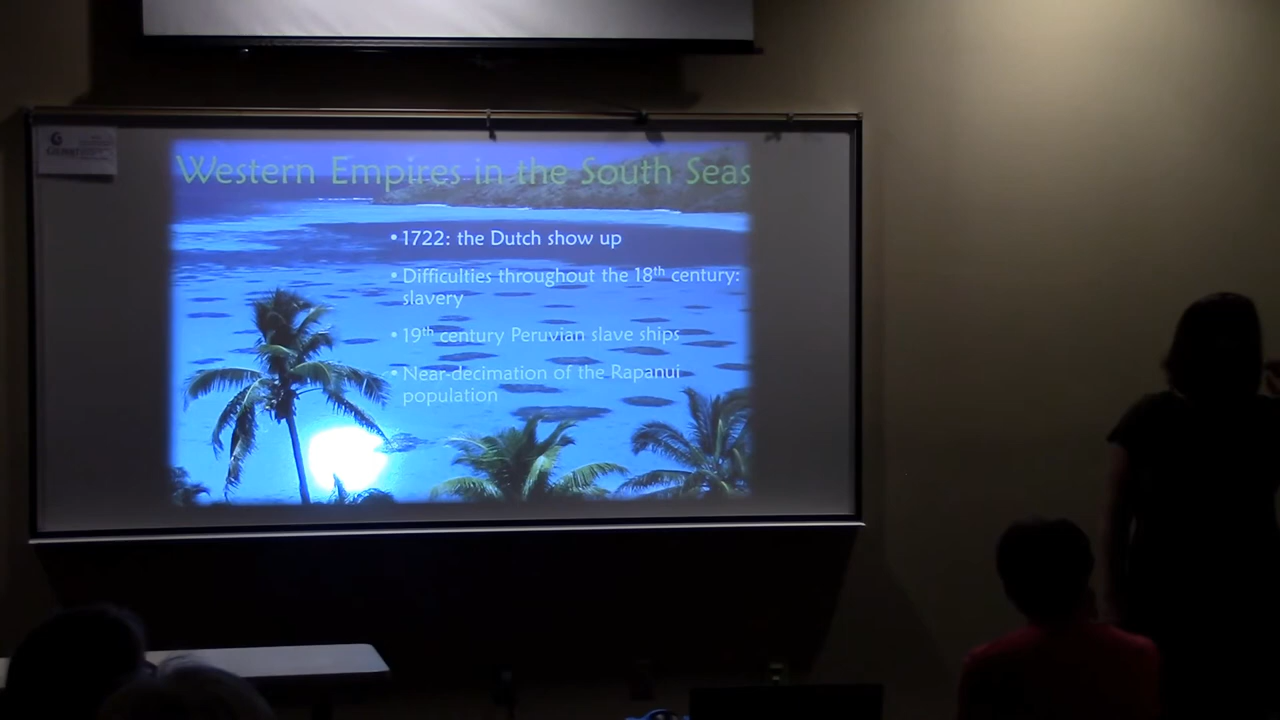 Western Empires in the South Seas
• 1722: the Dutch show up
• Difficulties throughout the 18th century:
slavery
• 19th century Peruvian slave ships
• Near-decimation of the Rapanui
population